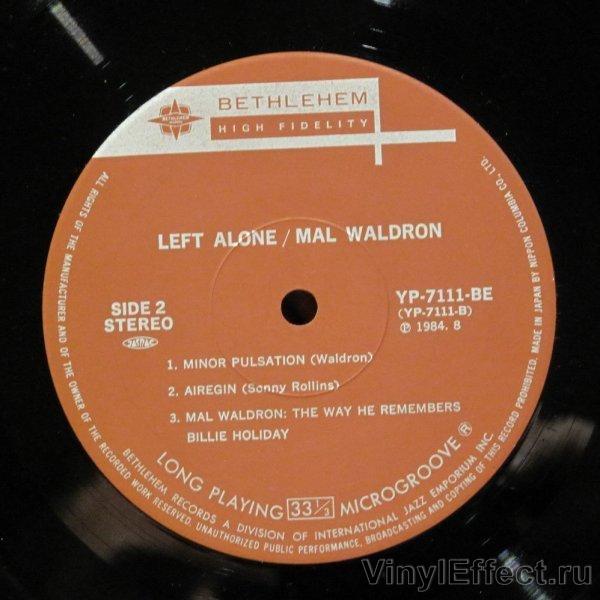 BETHLEHEM
BETHLEHEM
HIGH FIDELITY
LEFT ALONE / MAL WALDRON
SIDE 2
STEREO
JASRAC
YP-7111-BE
(YP-7111-B)
Ⓟ 1984. 8
1. MINOR PULSATION (Waldron)
2. AIREGIN (Sonny Rollins)
3. MAL WALDRON: THE WAY HE REMEMBERS
BILLIE HOLIDAY
LONG PLAYING 33 1/3 MICROGROOVE ®
BETHLEHEM RECORDS A DIVISION OF INTERNATIONAL JAZZ EMPORIUM INC.
ALL RIGHTS OF THE MANUFACTURER AND OF THE OWNER OF THE RECORDED WORK RESERVED. UNAUTHORIZED PUBLIC PERFORMANCE, BROADCASTING AND COPYING OF THIS RECORD PROHIBITED. MADE IN JAPAN BY NIPPON COLUMBIA CO., LTD.
VinylEffect.ru